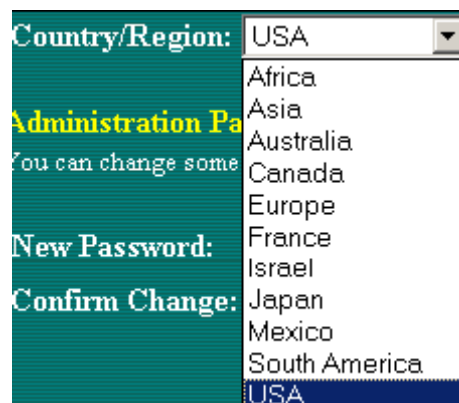 Country/Region: USA
Africa
Asia
Administration Pa
Australia
You can change some
Canada
Europe
France
New Password:
Israel
Confirm Change:
Japan
Mexico
South America
USA